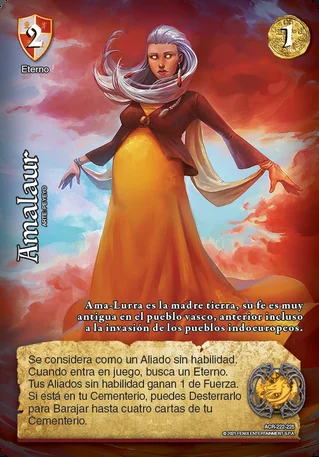 2
1
Eterno
Amalaur
Ama-Lurra es la madre tierra, su fe es muy
antigua en el pueblo vasco, anterior incluso
a la invasión de los pueblos indoeuropeos.
Se considera como un Aliado sin habilidad.
Cuando entra en juego, busca un Eterno.
Tus Aliados sin habilidad ganan 1 de Fuerza.
Si está en tu Cementerio, puedes Desterrarlo
para Barajar hasta cuatro cartas de tu
Cementerio.
ACR-222-225
© 2021 FENIX ENTERTAINMENT S.P.A